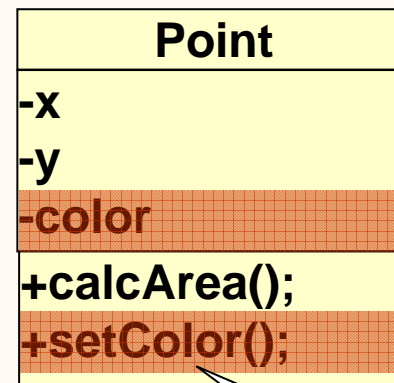 Point
-x
-y
-color
+calcArea();
+setColor();